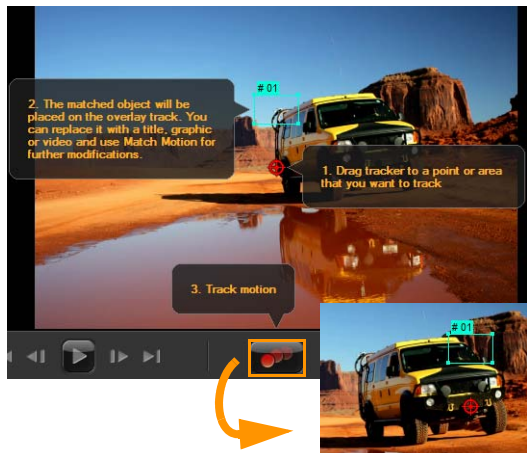 # 01
2. The matched object will be
placed on the overlay track. You
can replace it with a title, graphic
or video and use Match Motion for
further modifications.
1. Drag tracker to a point or area
that you want to track
3. Track motion
# 01